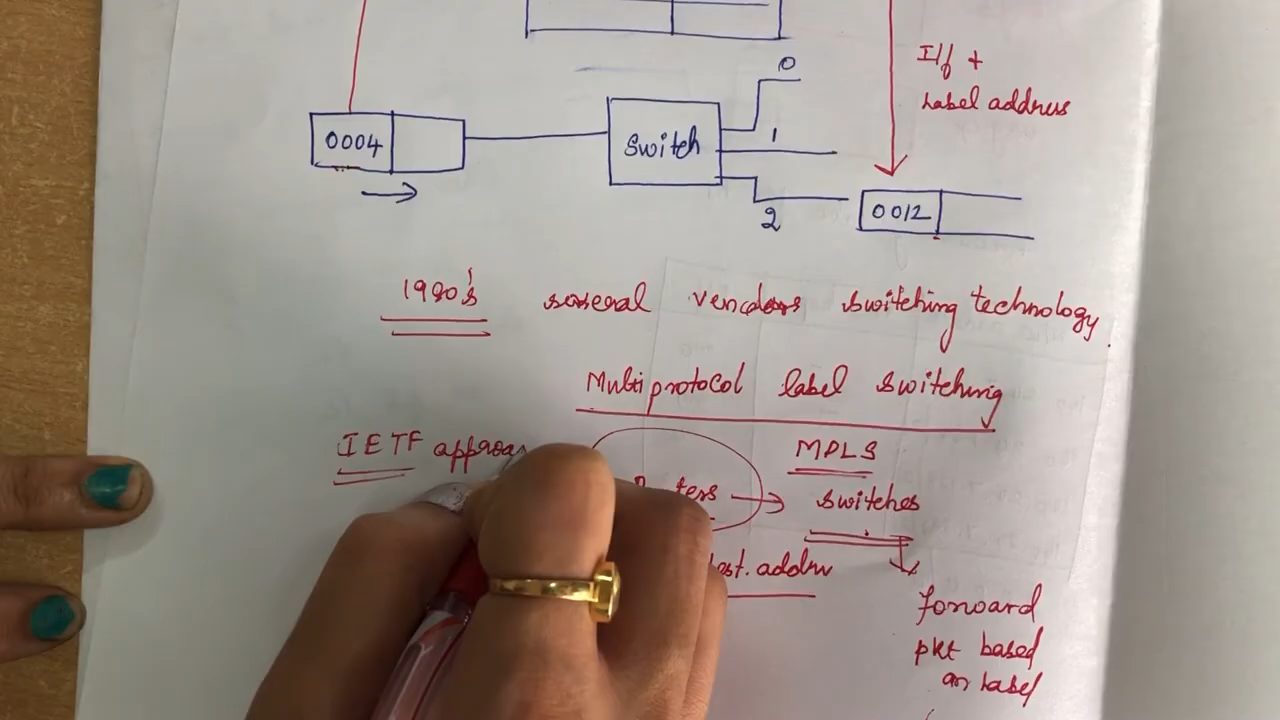 0
I/f +
Label address
0004
Switch
1
0012
2
1990's several vendors switching technology.
Multiprotocol label switching
IETF
MPLS
switches
addrs
forward
pkt based
on label